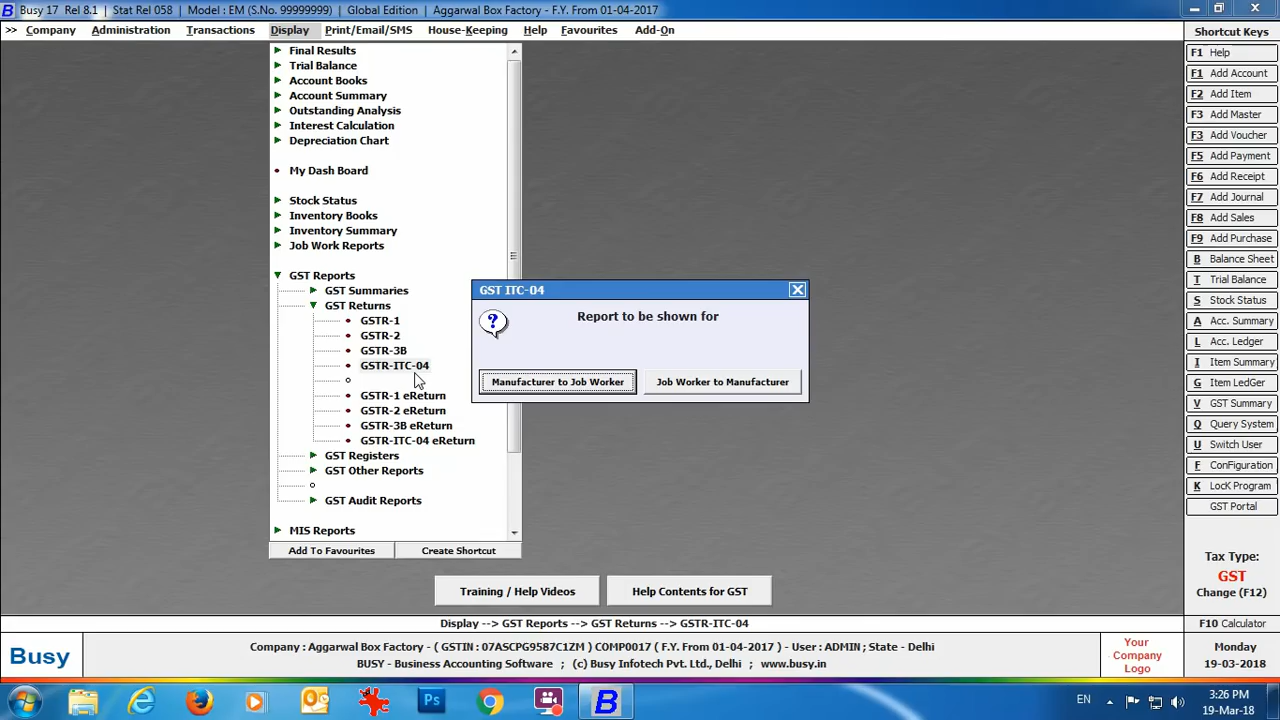 Busy 17 Rel 8.1 | Stat Rel 058 | Model : EM (S.No. 99999999) | Global Edition | Aggarwal Box Factory - F.Y. From 01-04-2017
>> Company Administration Transactions Display Print/Email/SMS House-Keeping Help Favourites Add-On
Final Results
Trial Balance
Account Books
Account Summary
Outstanding Analysis
Interest Calculation
Depreciation Chart
My Dash Board
Stock Status
Inventory Books
Inventory Summary
Job Work Reports
GST Reports
GST Summaries
GST Returns
GSTR-1
GSTR-2
GSTR-3B
GSTR-ITC-04
GSTR-1 eReturn
GSTR-2 eReturn
GSTR-3B eReturn
GSTR-ITC-04 eReturn
GST Registers
GST Other Reports
GST Audit Reports
MIS Reports
Add To Favourites Create Shortcut
GST ITC-04
Report to be shown for
Manufacturer to Job Worker Job Worker to Manufacturer
Training / Help Videos Help Contents for GST
Shortcut Keys
F1 Help
F1 Add Account
F2 Add Item
F3 Add Master
F3 Add Voucher
F5 Add Payment
F6 Add Receipt
F7 Add Journal
F8 Add Sales
F9 Add Purchase
B Balance Sheet
T Trial Balance
S Stock Status
A Acc. Summary
L Acc. Ledger
I Item Summary
G Item LedGer
V GST Summary
Q Query System
U Switch User
F ConFiguration
K LocK Program
GST Portal
Tax Type:
GST
Change (F12)
Display --> GST Reports --> GST Returns --> GSTR-ITC-04
F10 Calculator
Busy
Company : Aggarwal Box Factory - ( GSTIN : 07ASCPG9587C1ZM ) COMP0017 ( F.Y. From 01-04-2017 ) - User : ADMIN ; State - Delhi
BUSY - Business Accounting Software ; (c) Busy Infotech Pvt. Ltd., Delhi ; www.busy.in
Your
Company
Logo
Monday
19-03-2018
Ps
B
EN
3:26 PM
19-Mar-18